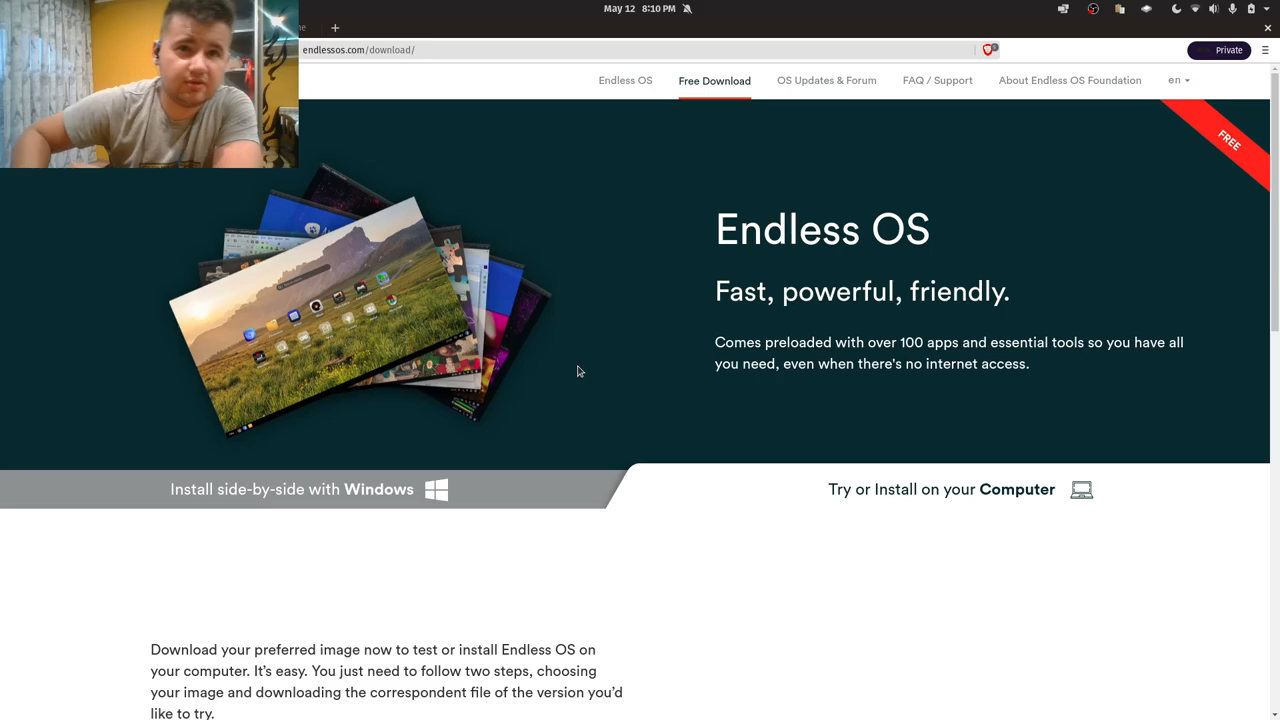 May 12 8:10 PM
endlessos.com/download/
Private
Endless OS
Free Download
OS Updates & Forum
FAQ / Support
About Endless OS Foundation
en
FREE
Endless OS
Fast, powerful, friendly.
Comes preloaded with over 100 apps and essential tools so you have all
you need, even when there's no internet access.
Install side-by-side with Windows
Try or Install on your Computer
Download your preferred image now to test or install Endless OS on
your computer. It's easy. You just need to follow two steps, choosing
your image and downloading the correspondent file of the version you'd
like to try.